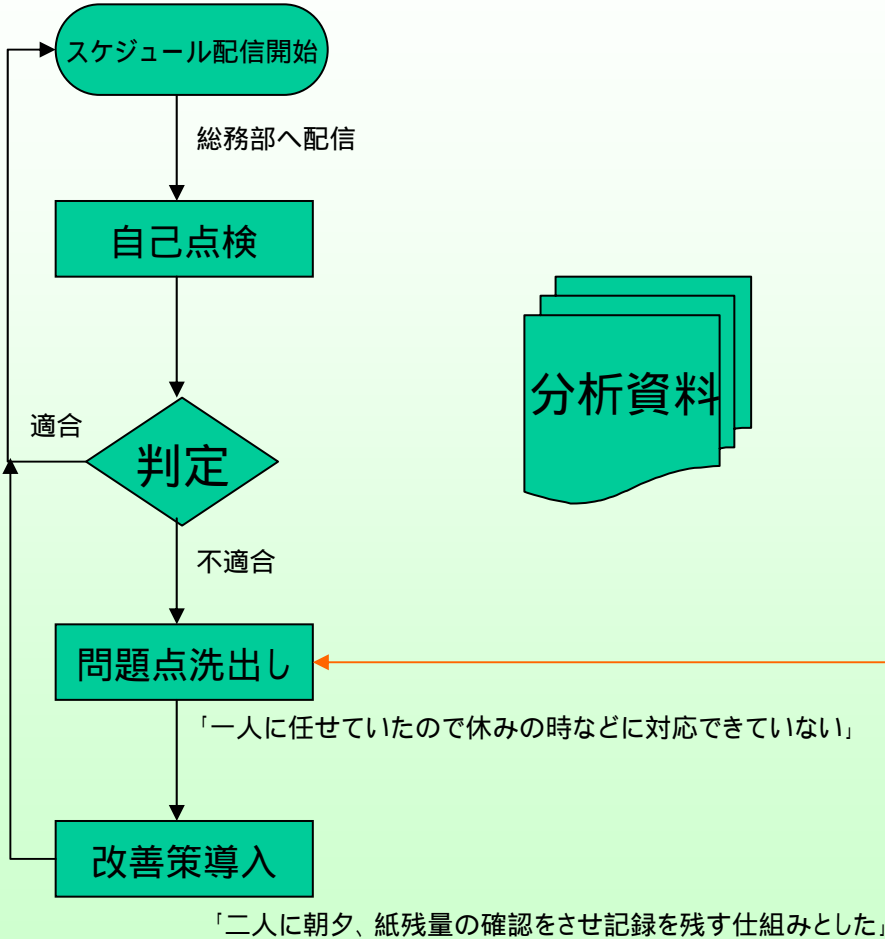 スケジュール配信開始
総務部へ配信
自己点検
分析資料
適合
判定
不適合
問題点洗出し
「一人に任せていたので休みの時などに対応できていない」
改善策導入
「二人に朝夕、紙残量の確認をさせ記録を残す仕組みとした」